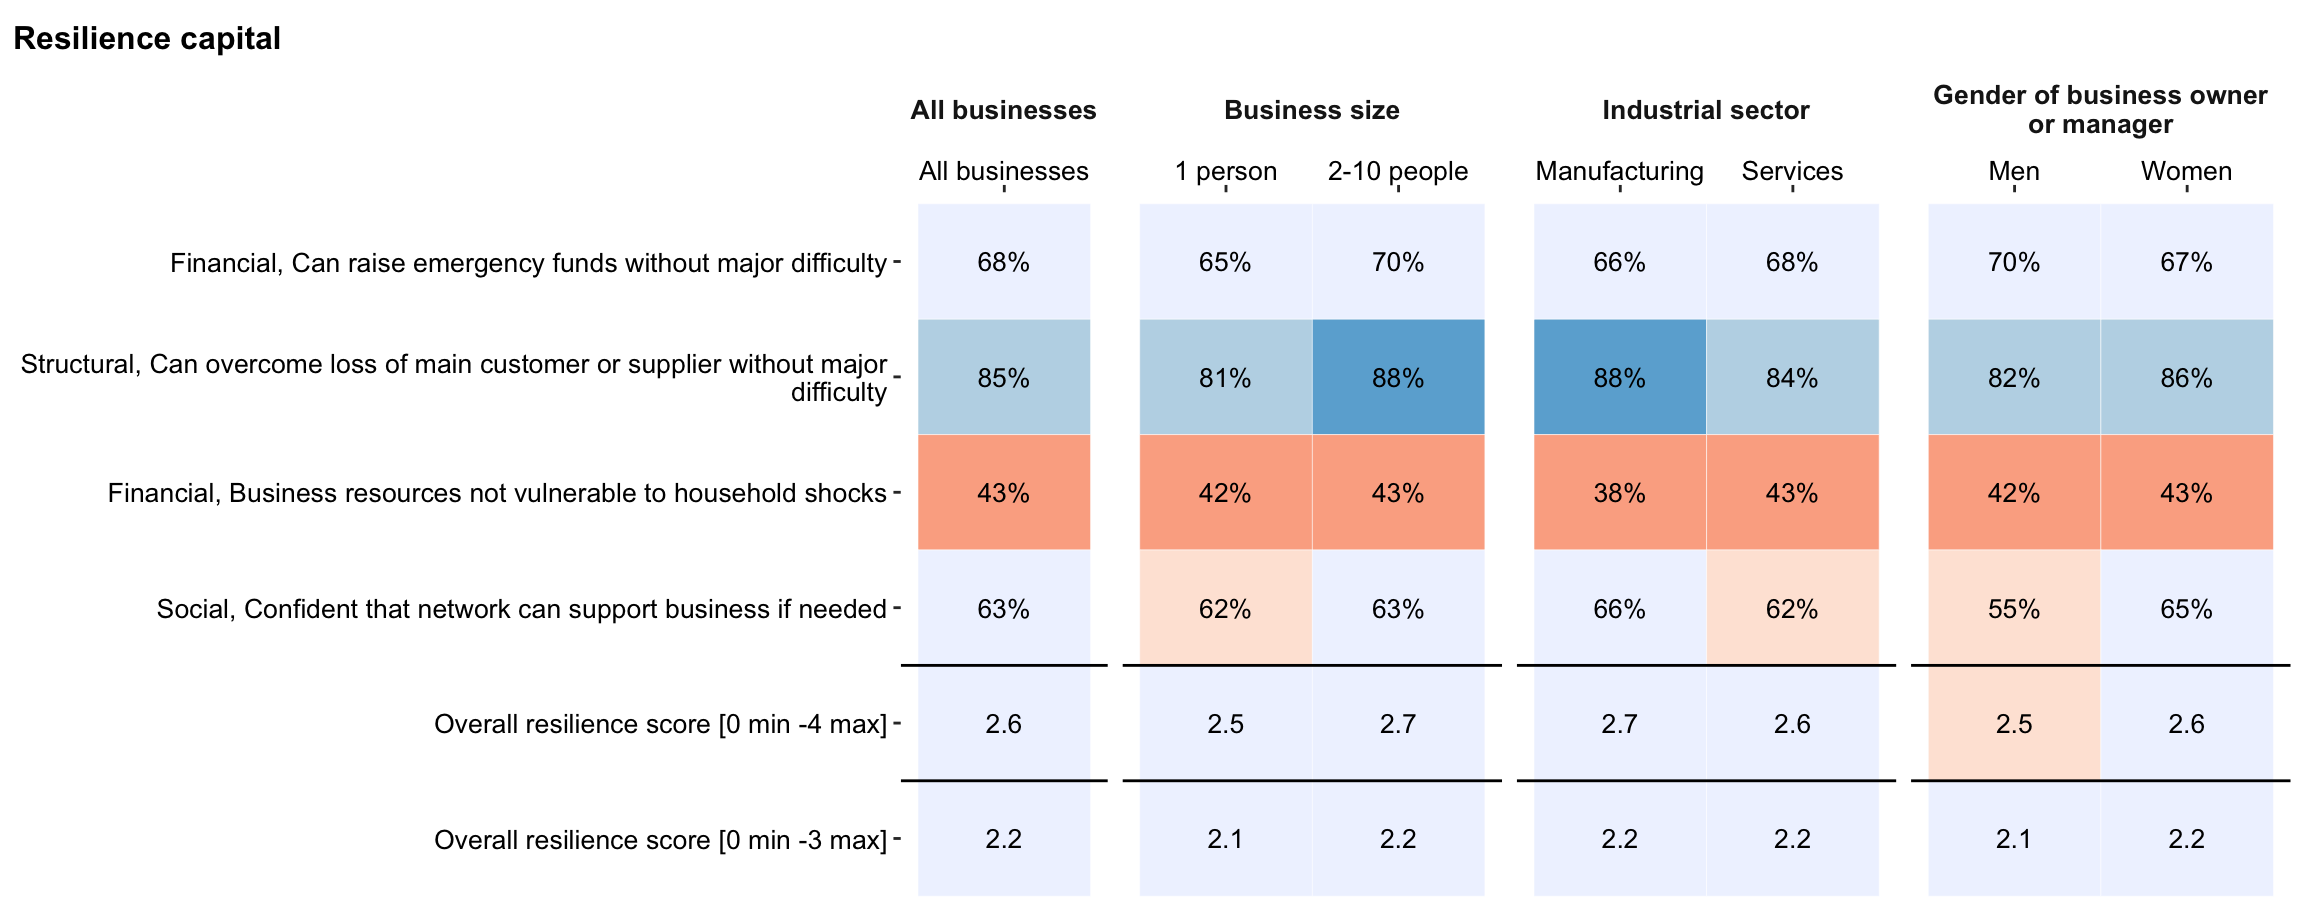 Resilience capital
All businesses Business size Industrial sector Gender of business owner
or manager
All businesses 1 person 2-10 people Manufacturing Services Men Women
Financial, Can raise emergency funds without major difficulty 68% 65% 70% 66% 68% 70% 67%
Structural, Can overcome loss of main customer or supplier without major
difficulty 85% 81% 88% 88% 84% 82% 86%
Financial, Business resources not vulnerable to household shocks 43% 42% 43% 38% 43% 42% 43%
Social, Confident that network can support business if needed 63% 62% 63% 66% 62% 55% 65%
Overall resilience score [0 min -4 max] 2.6 2.5 2.7 2.7 2.6 2.5 2.6
Overall resilience score [0 min -3 max] 2.2 2.1 2.2 2.2 2.2 2.1 2.2